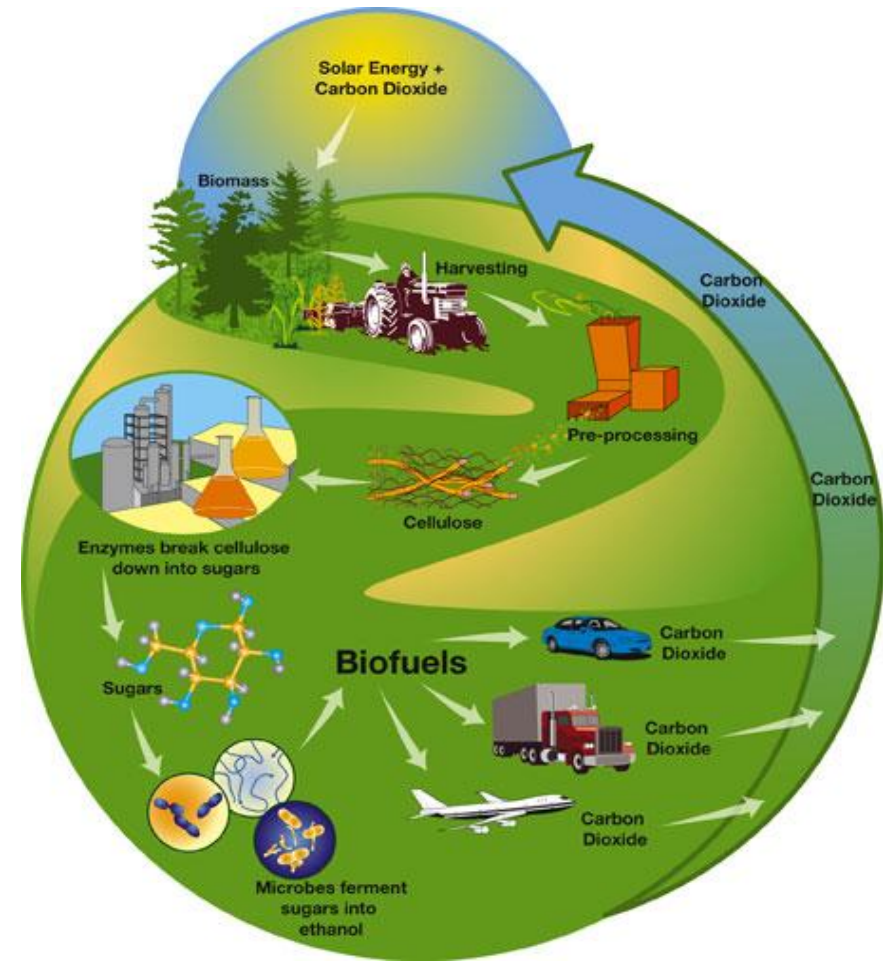 Solar Energy +
Carbon Dioxide
Biomass
Harvesting
Carbon
Dioxide
Pre-processing
Cellulose
Carbon
Dioxide
Enzymes break cellulose
down into sugars
Sugars
Biofuels
Carbon
Dioxide
Carbon
Dioxide
Carbon
Dioxide
Microbes ferment
sugars into
ethanol